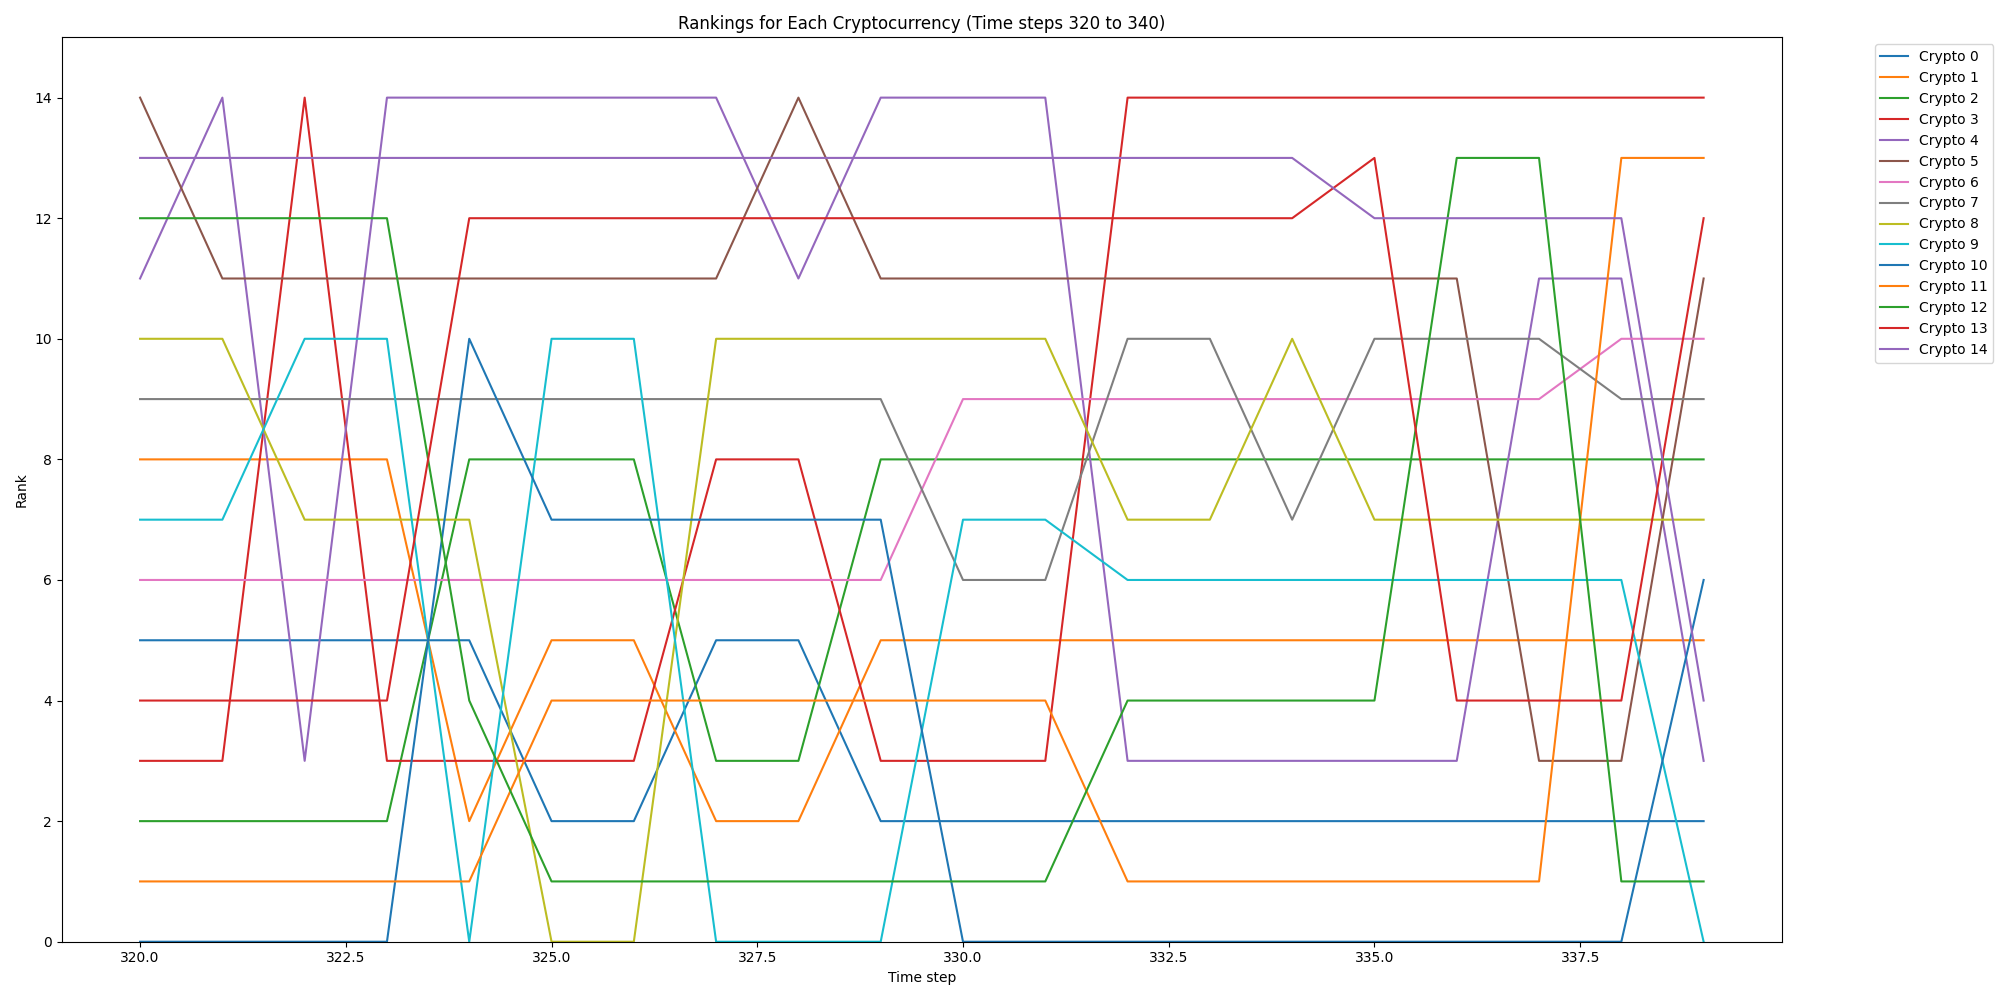 Rankings for Each Cryptocurrency (Time steps 320 to 340)
Rank
14
12
10
8
6
4
2
0
320.0 322.5 325.0 327.5 330.0 332.5 335.0 337.5
Time step
Crypto 0
Crypto 1
Crypto 2
Crypto 3
Crypto 4
Crypto 5
Crypto 6
Crypto 7
Crypto 8
Crypto 9
Crypto 10
Crypto 11
Crypto 12
Crypto 13
Crypto 14